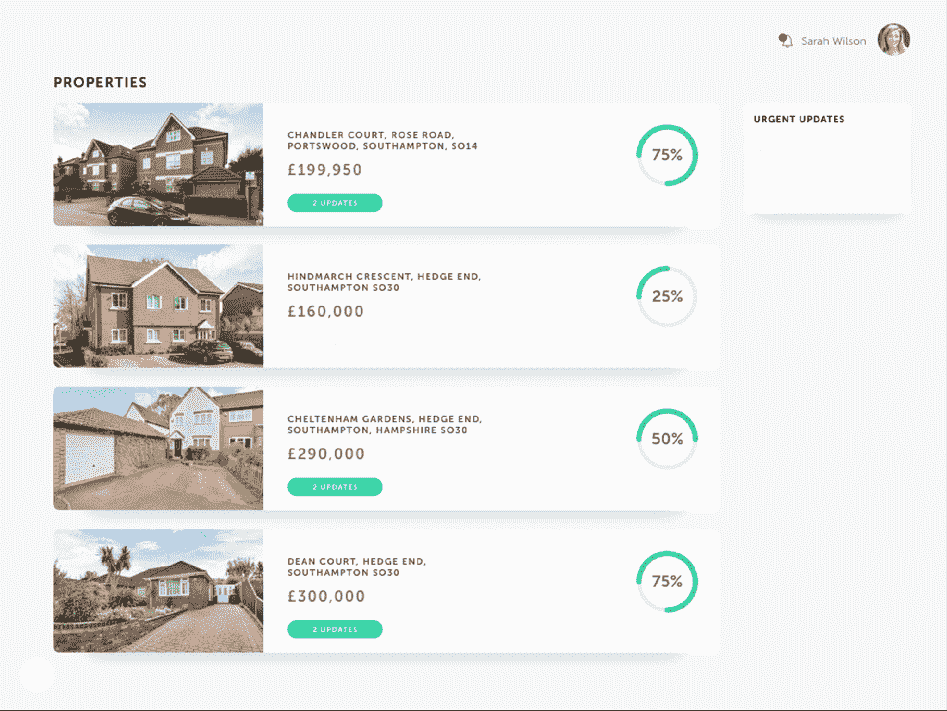 Sarah Wilson
PROPERTIES
CHANDLER COURT, ROSE ROAD,
PORTSWOOD, SOUTHAMPTON, SO14
£199,950
2 UPDATES
75%
URGENT UPDATES
HINDMARCH CRESCENT, HEDGE END,
SOUTHAMPTON SO30
£160,000
25%
CHELTENHAM GARDENS, HEDGE END,
SOUTHAMPTON, HAMPSHIRE SO30
£290,000
2 UPDATES
50%
DEAN COURT, HEDGE END,
SOUTHAMPTON SO30
£300,000
2 UPDATES
75%